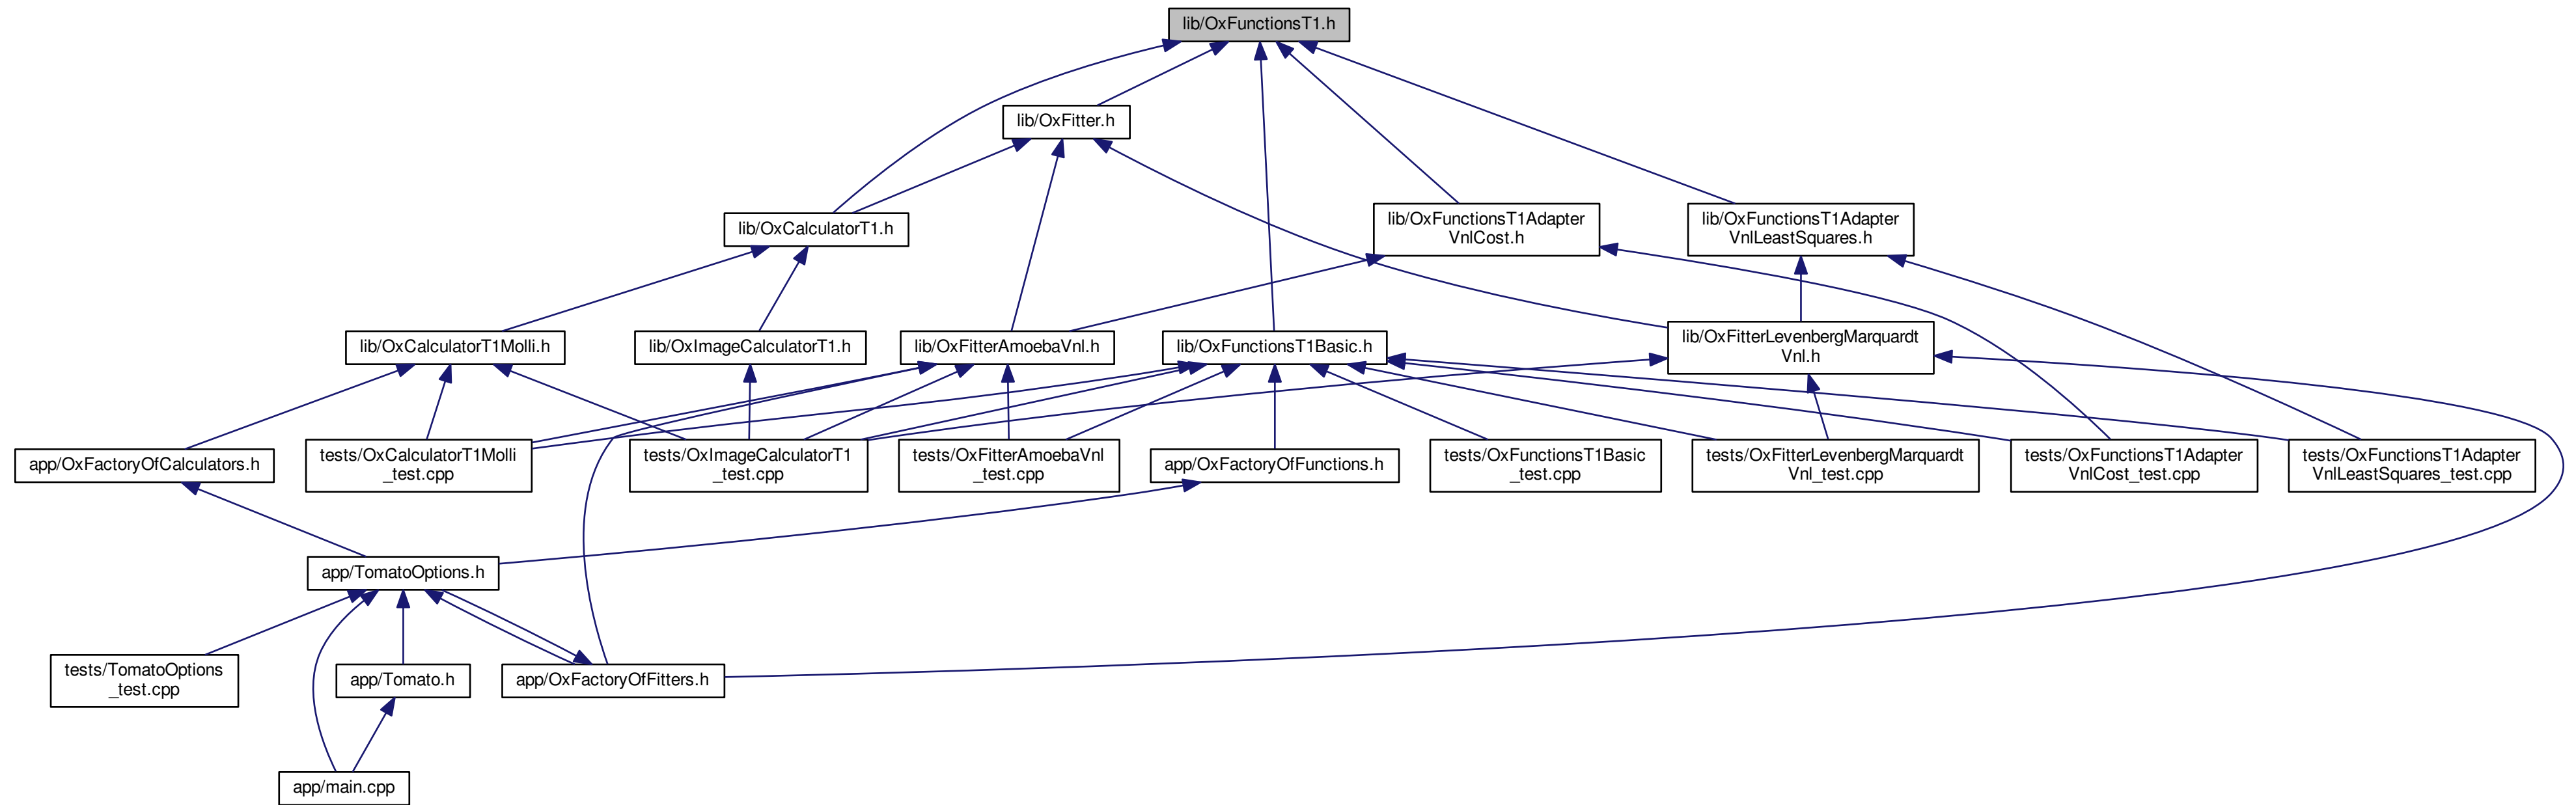 lib/OxFunctionsT1.h
lib/OxFitter.h
lib/OxCalculatorT1.h
lib/OxFunctionsT1Adapter
VnlCost.h
lib/OxFunctionsT1Adapter
VnlLeastSquares.h
lib/OxCalculatorT1Molli.h
lib/OxImageCalculatorT1.h
lib/OxFitterAmoebaVnl.h
lib/OxFunctionsT1Basic.h
lib/OxFitterLevenbergMarquardt
Vnl.h
app/OxFactoryOfCalculators.h
tests/OxCalculatorT1Molli
_test.cpp
tests/OxImageCalculatorT1
_test.cpp
tests/OxFitterAmoebaVnl
_test.cpp
app/OxFactoryOfFunctions.h
tests/OxFunctionsT1Basic
_test.cpp
tests/OxFitterLevenbergMarquardt
Vnl_test.cpp
tests/OxFunctionsT1Adapter
VnlCost_test.cpp
tests/OxFunctionsT1Adapter
VnlLeastSquares_test.cpp
app/TomatoOptions.h
tests/TomatoOptions
_test.cpp
app/Tomato.h
app/OxFactoryOfFitters.h
app/main.cpp